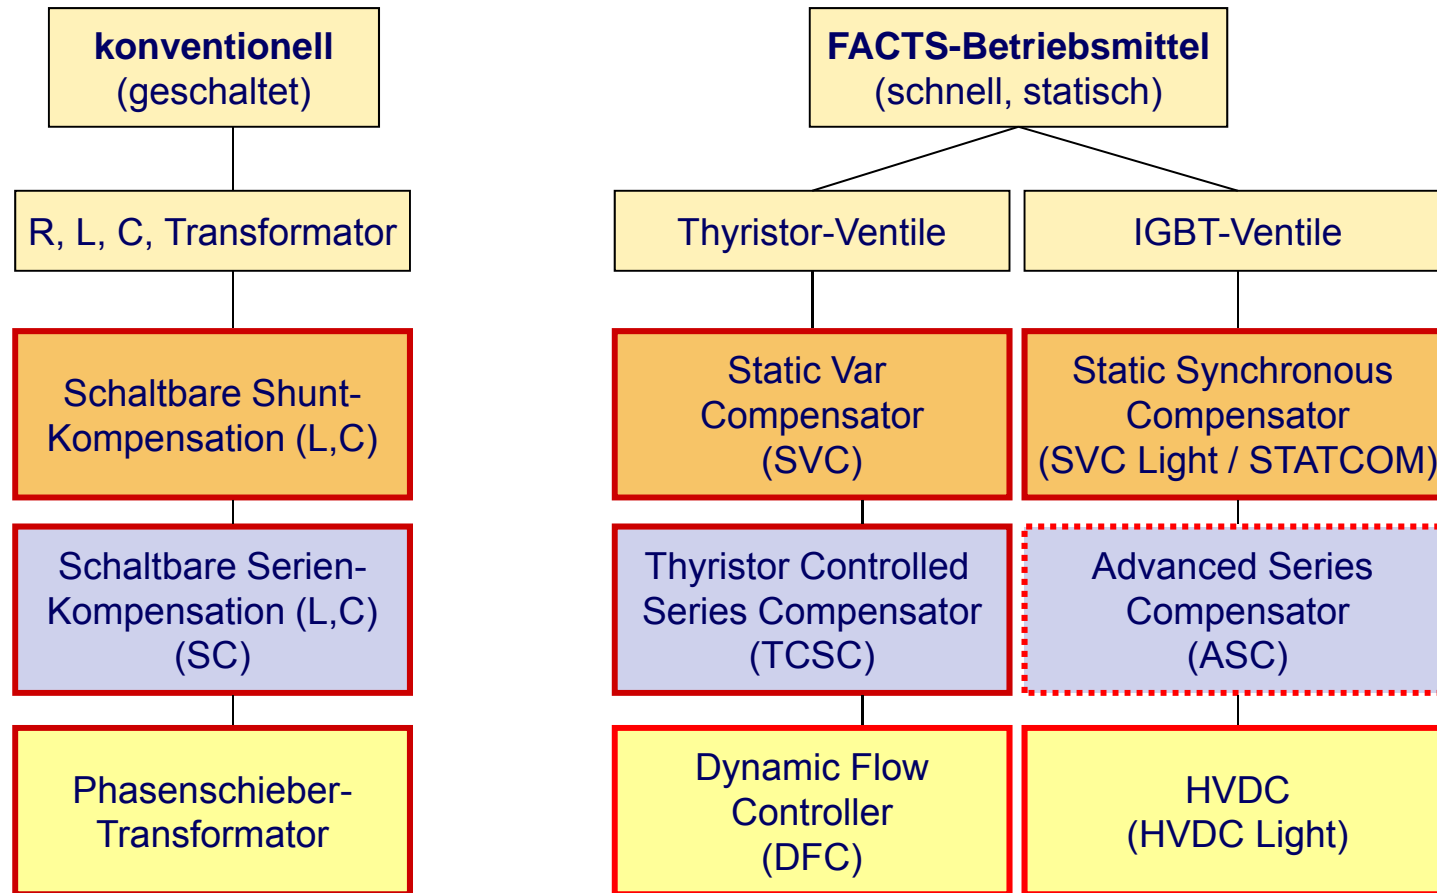 konventionell
(geschaltet)
FACTS-Betriebsmittel
(schnell, statisch)
R, L, C, Transformator
Thyristor-Ventile
IGBT-Ventile
Schaltbare Shunt-
Kompensation (L,C)
Static Var
Compensator
(SVC)
Static Synchronous
Compensator
(SVC Light / STATCOM)
Schaltbare Serien-
Kompensation (L,C)
(SC)
Thyristor Controlled
Series Compensator
(TCSC)
Advanced Series
Compensator
(ASC)
Phasenschieber-
Transformator
Dynamic Flow
Controller
(DFC)
HVDC
(HVDC Light)